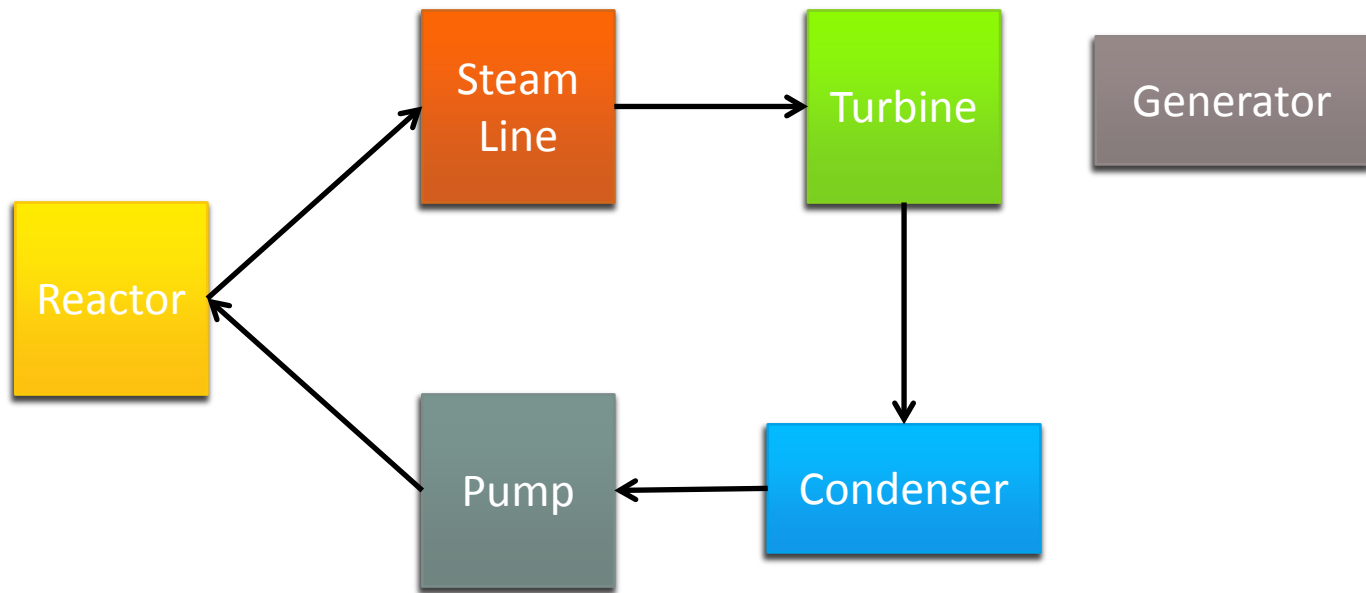 Steam
Line
Turbine
Generator
Reactor
Pump
Condenser